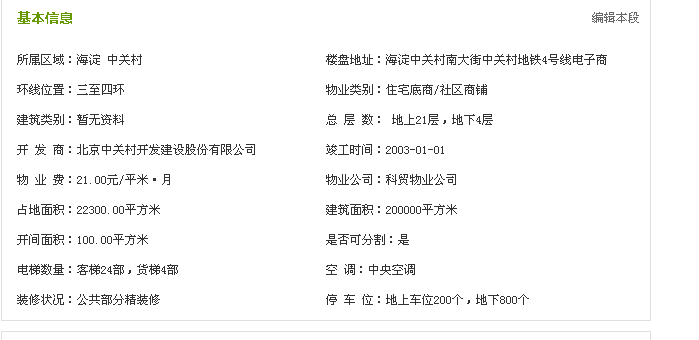 基本信息 编辑本段
所属区域：海淀 中关村 楼盘地址：海淀中关村南大街中关村地铁4号线电子商
环线位置：三至四环 物业类别：住宅底商/社区商铺
建筑类别：暂无资料 总 层 数： 地上21层，地下4层
开 发 商：北京中关村开发建设股份有限公司 竣工时间：2003-01-01
物 业 费：21.00元/平米·月 物业公司：科贸物业公司
占地面积：22300.00平方米 建筑面积：200000平方米
开间面积：100.00平方米 是否可分割：是
电梯数量：客梯24部，货梯4部 空 调：中央空调
装修状况：公共部分精装修 停 车 位：地上车位200个，地下800个